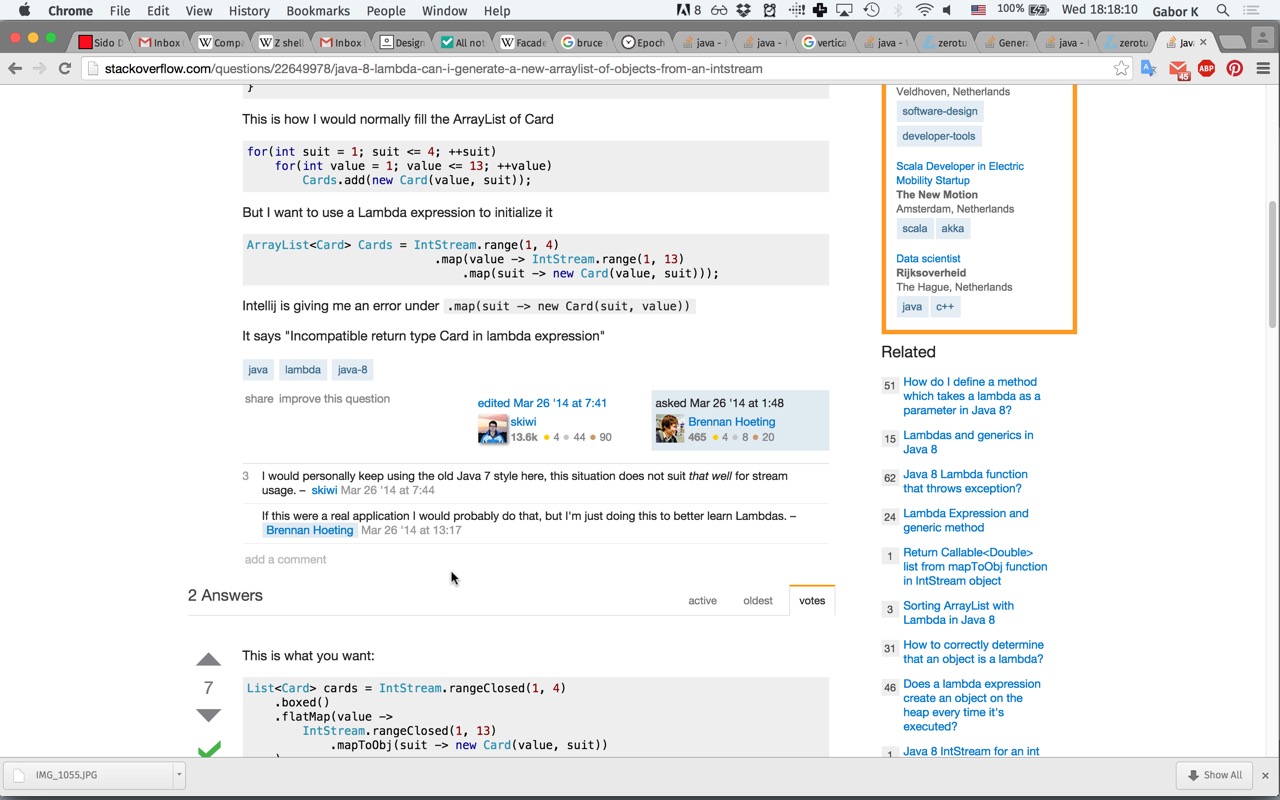 Chrome File Edit View History Bookmarks People Window Help 8 100% Wed 18:18:10 Gabor K
Sido D Inbox Comp Z shell Inbox Design All not Facade bruce Epoch java - java - vertica java - zerotu Genera java - zerotu Java
stackoverflow.com/questions/22649978/java-8-lambda-can-i-generate-a-new-arraylist-of-objects-from-an-intstream
45
ABP
}
This is how I would normally fill the ArrayList of Card
for(int suit = 1; suit <= 4; ++suit)
for(int value = 1; value <= 13; ++value)
Cards.add(new Card(value, suit));
But I want to use a Lambda expression to initialize it
ArrayList<Card> Cards = IntStream.range(1, 4)
.map(value -> IntStream.range(1, 13)
.map(suit -> new Card(value, suit)));
Intellij is giving me an error under .map(suit -> new Card(suit, value))
It says "Incompatible return type Card in lambda expression"
java lambda java-8
share improve this question
edited Mar 26 '14 at 7:41
skiwi
13.6k 4 44 90
asked Mar 26 '14 at 1:48
Brennan Hoeting
465 4 8 20
3 I would personally keep using the old Java 7 style here, this situation does not suit that well for stream
usage. – skiwi Mar 26 '14 at 7:44
If this were a real application I would probably do that, but I'm just doing this to better learn Lambdas. –
Brennan Hoeting Mar 26 '14 at 13:17
add a comment
2 Answers
active oldest votes
7
This is what you want:
List<Card> cards = IntStream.rangeClosed(1, 4)
.boxed()
.flatMap(value ->
IntStream.rangeClosed(1, 13)
.mapToObj(suit -> new Card(value, suit))
)
Veldhoven, Netherlands
software-design
developer-tools
Scala Developer in Electric
Mobility Startup
The New Motion
Amsterdam, Netherlands
scala akka
Data scientist
Rijksoverheid
The Hague, Netherlands
java c++
Related
51 How do I define a method
which takes a lambda as a
parameter in Java 8?
15 Lambdas and generics in
Java 8
62 Java 8 Lambda function
that throws exception?
24 Lambda Expression and
generic method
1 Return Callable<Double>
list from mapToObj function
in IntStream object
3 Sorting ArrayList with
Lambda in Java 8
31 How to correctly determine
that an object is a lambda?
46 Does a lambda expression
create an object on the
heap every time it's
executed?
1 Java 8 IntStream for an int
IMG_1055.JPG
Show All